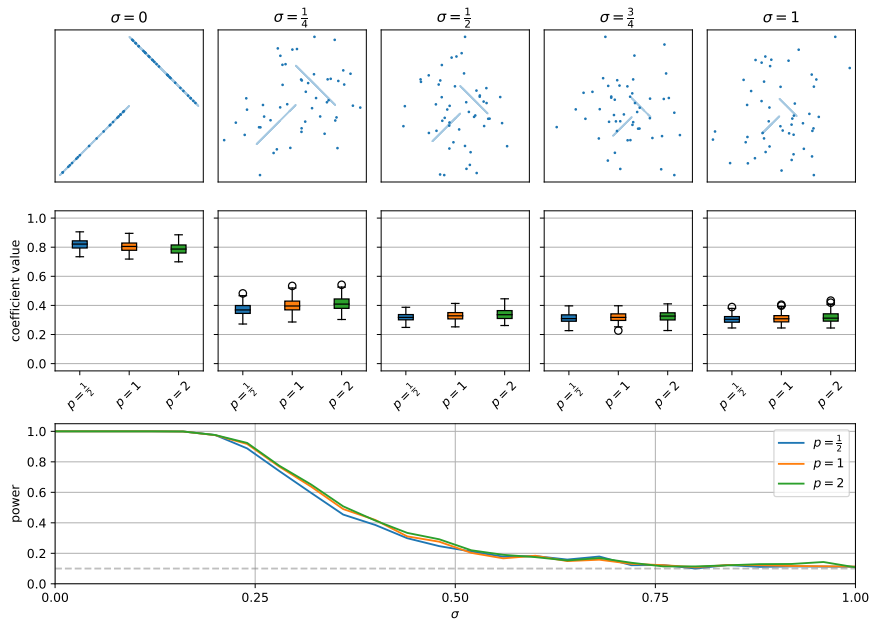 σ = 0 σ = 1/4 σ = 1/2 σ = 3/4 σ = 1
coefficient value
1.0
0.8
0.6
0.4
0.2
0.0
p = 1/2 p = 1 p = 2 p = 1/2 p = 1 p = 2 p = 1/2 p = 1 p = 2 p = 1/2 p = 1 p = 2 p = 1/2 p = 1 p = 2
power
1.0
0.8
0.6
0.4
0.2
0.0
p = 1/2
p = 1
p = 2
0.00 0.25 0.50 0.75 1.00
σ